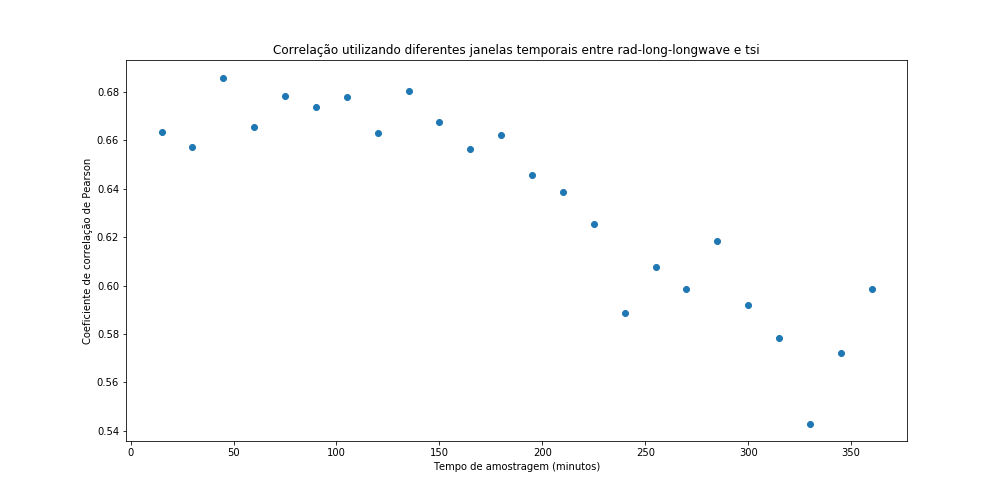 Correlação utilizando diferentes janelas temporais entre rad-long-longwave e tsi
0.68
0.66
0.64
0.62
0.60
0.58
0.56
0.54
Coeficiente de correlação de Pearson
0 50 100 150 200 250 300 350
Tempo de amostragem (minutos)